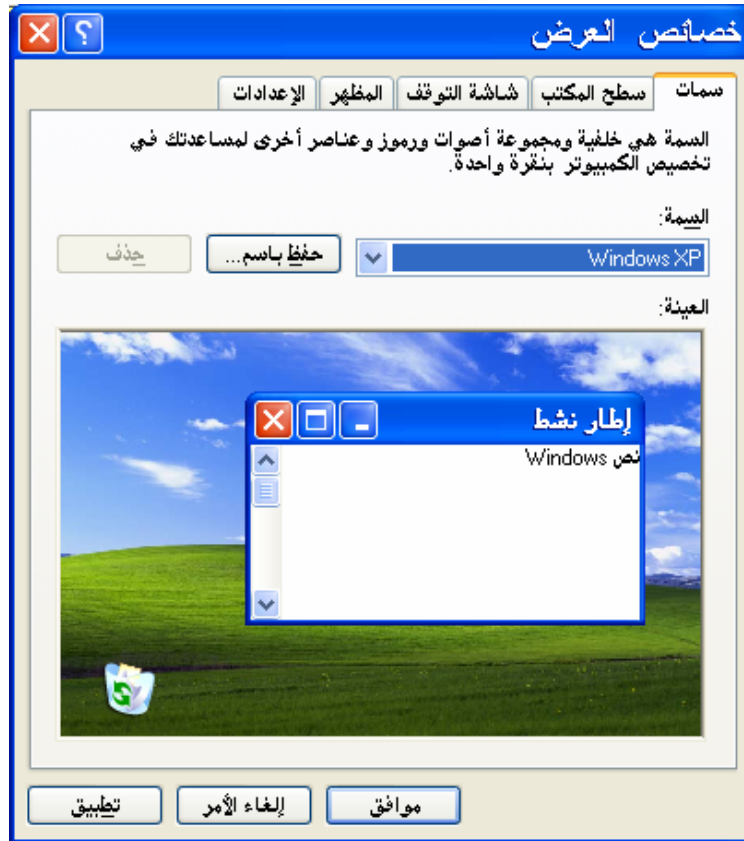 خصائص العرض
سمات
سطح المكتب
شاشة التوقف
المظهر
الإعدادات
السمة هي خلفية ومجموعة أصوات ورموز وعناصر أخرى لمساعدتك في
تخصيص الكمبيوتر بنقرة واحدة.
السمة:
Windows XP
حفظ باسم...
حذف
العينة:
إطار نشط
نص Windows
موافق
إلغاء الأمر
تطبيق